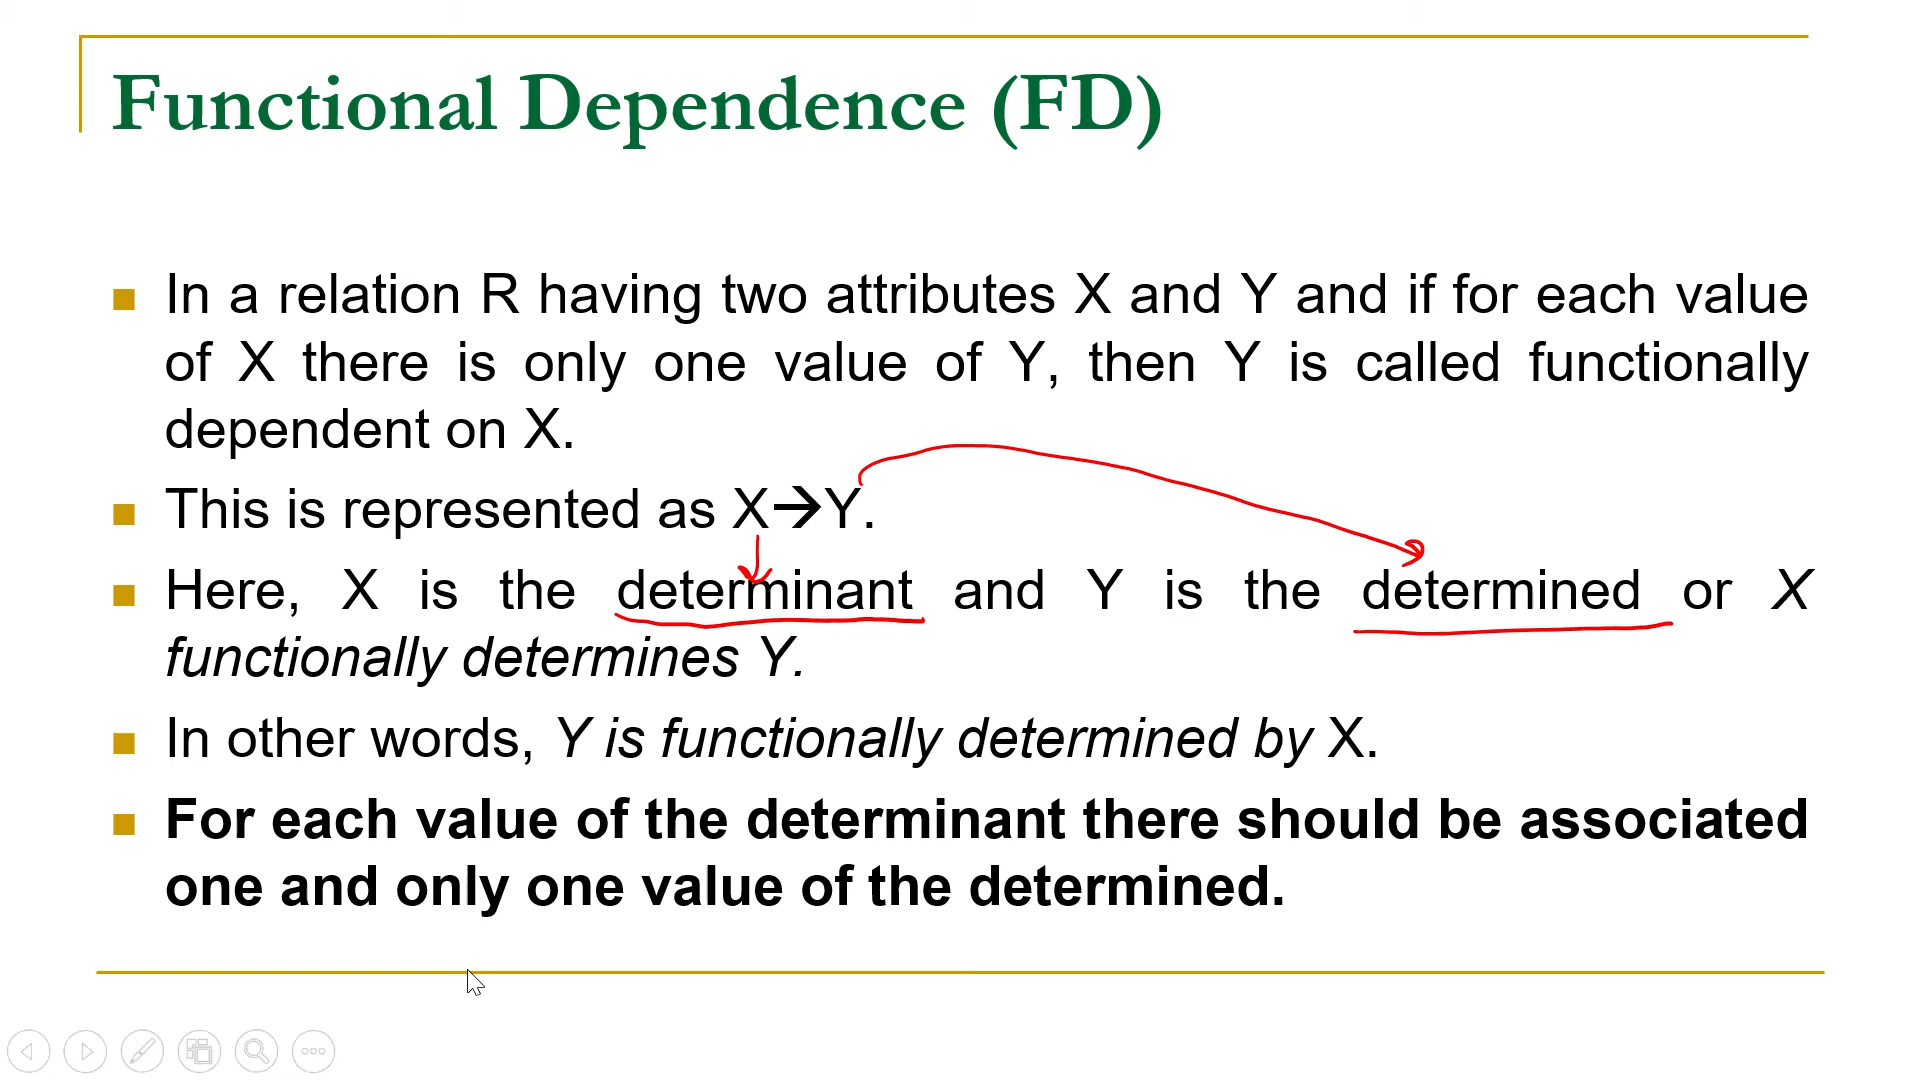 Functional Dependence (FD)
In a relation R having two attributes X and Y and if for each value
of X there is only one value of Y, then Y is called functionally
dependent on X.
This is represented as X→Y.
Here, X is the determinant and Y is the determined or X
functionally determines Y.
In other words, Y is functionally determined by X.
For each value of the determinant there should be associated
one and only one value of the determined.